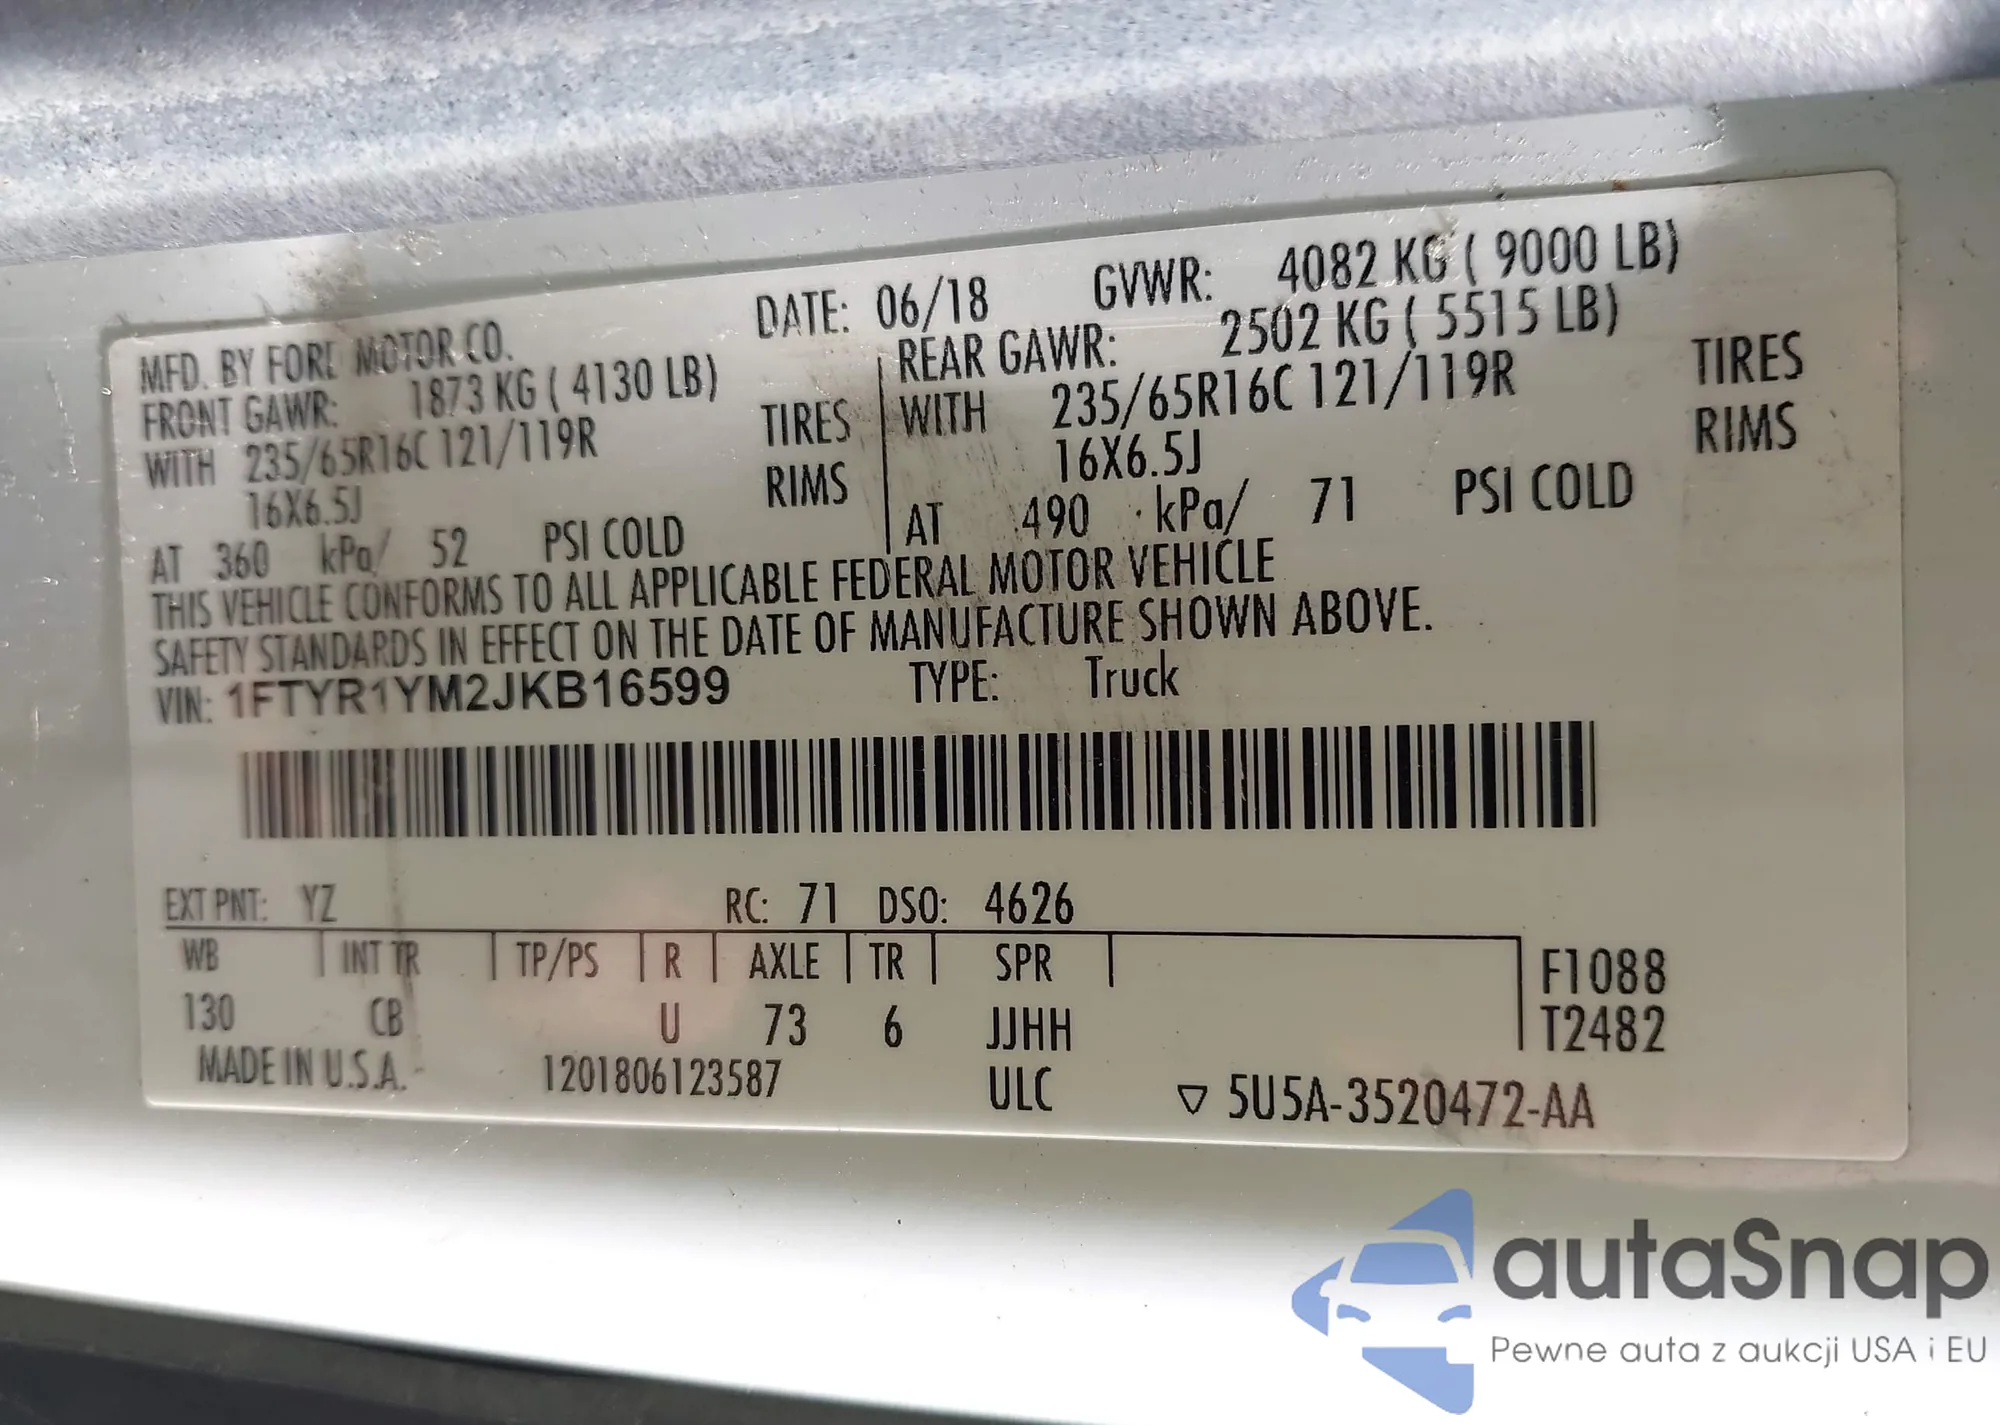 MFD. BY FORD MOTOR CO. DATE: 06/18 GVWR: 4082 KG ( 9000 LB)
FRONT GAWR: 1873 KG ( 4130 LB)
WITH 235/65R16C 121/119R TIRES
16X6.5J RIMS
AT 360 kPa/ 52 PSI COLD
REAR GAWR: 2502 KG ( 5515 LB)
WITH 235/65R16C 121/119R TIRES
16X6.5J RIMS
AT 490 kPa/ 71 PSI COLD
THIS VEHICLE CONFORMS TO ALL APPLICABLE FEDERAL MOTOR VEHICLE
SAFETY STANDARDS IN EFFECT ON THE DATE OF MANUFACTURE SHOWN ABOVE.
VIN: 1FTYR1YM2JKB16599 TYPE: Truck
EXT PNT: YZ RC: 71 DSO: 4626
WB INT TR TP/PS R AXLE TR SPR F1088
130 CB U 73 6 JJHH T2482
MADE IN U.S.A. 1201806123587 ULC ▽ 5U5A-3520472-AA
autaSnap
Pewne auta z aukcji USA i EU